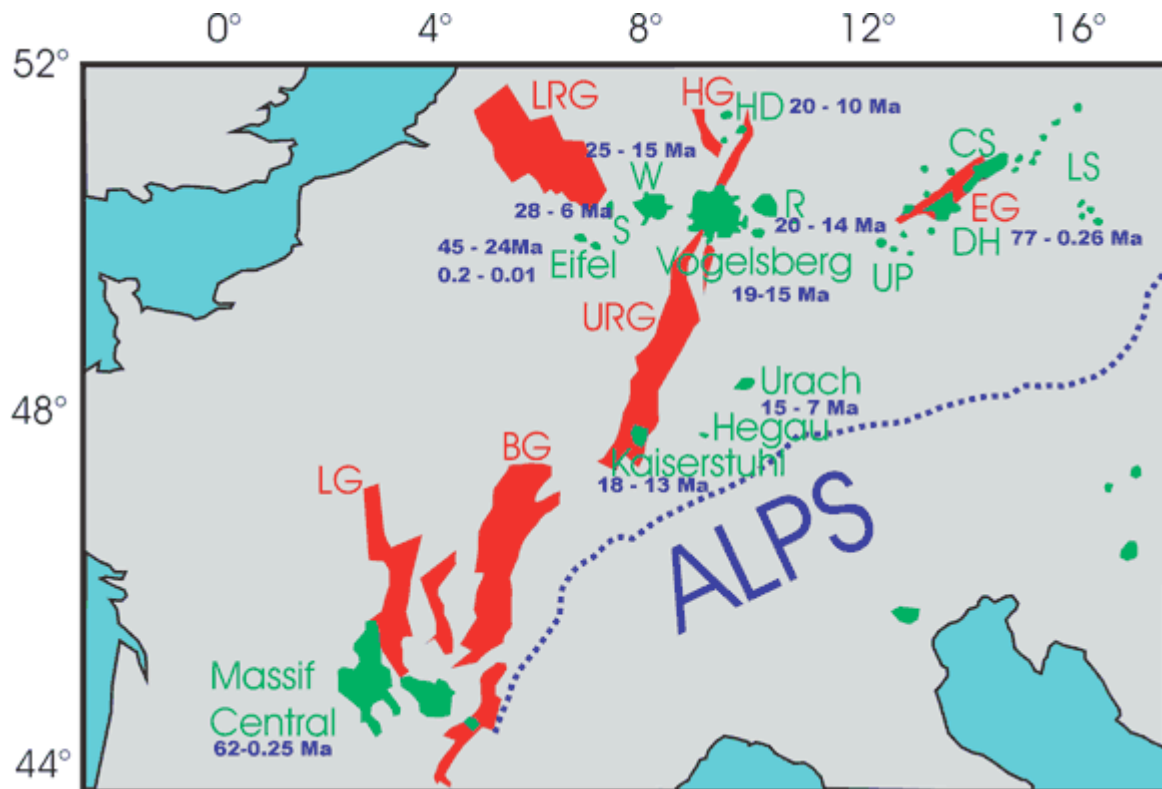 0° 4° 8° 12° 16°
52°
LRG
HG
HD
20 - 10 Ma
CS
LS
25 - 15 Ma
W
R
28 - 6 Ma
S
EG
20 - 14 Ma
DH
77 - 0.26 Ma
45 - 24Ma
Eifel
0.2 - 0.01
Vogelsberg
UP
19-15 Ma
URG
Urach
48°
15 - 7 Ma
Hegau
BG
Kaiserstuhl
LG
18 - 13 Ma
ALPS
Massif
Central
62-0.25 Ma
44°